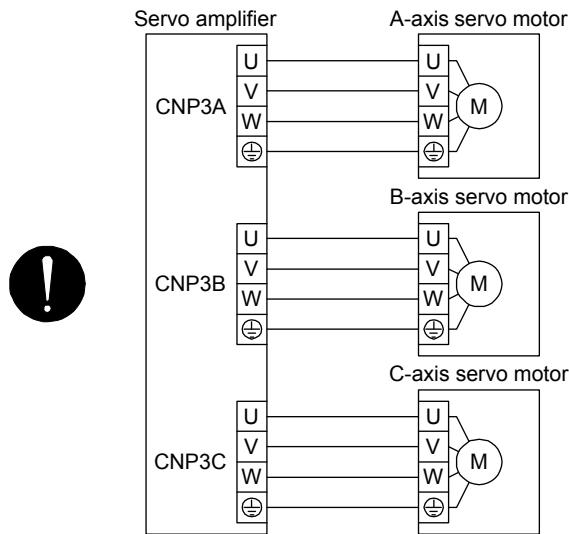 Servo amplifier
A-axis servo motor
CNP3A
U
V
W
U
V
W
M
B-axis servo motor
CNP3B
U
V
W
U
V
W
M
C-axis servo motor
CNP3C
U
V
W
U
V
W
M